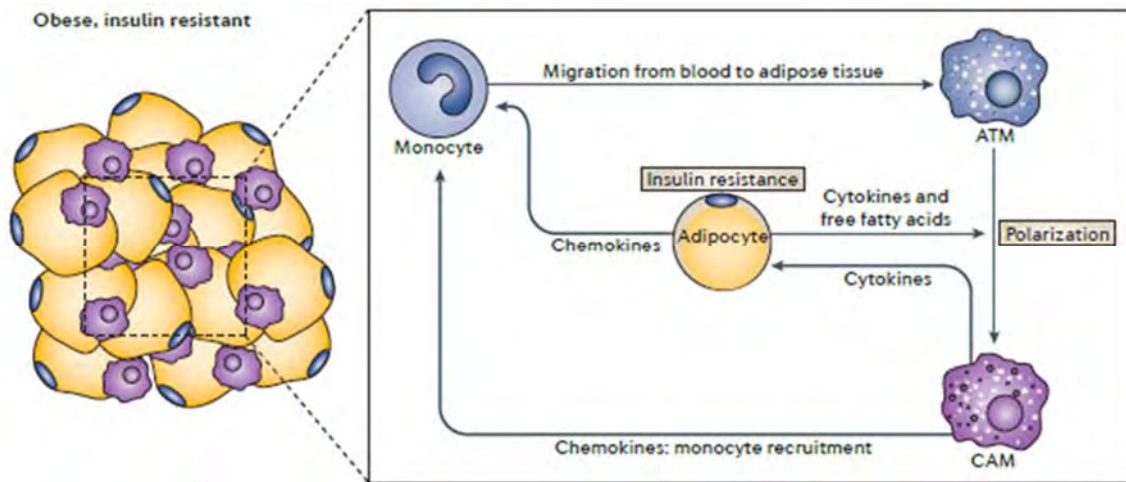 Obese, insulin resistant
Migration from blood to adipose tissue
Monocyte
ATM
Insulin resistance
Cytokines and
free fatty acids
Chemokines
Adipocyte
Polarization
Cytokines
Chemokines: monocyte recruitment
CAM